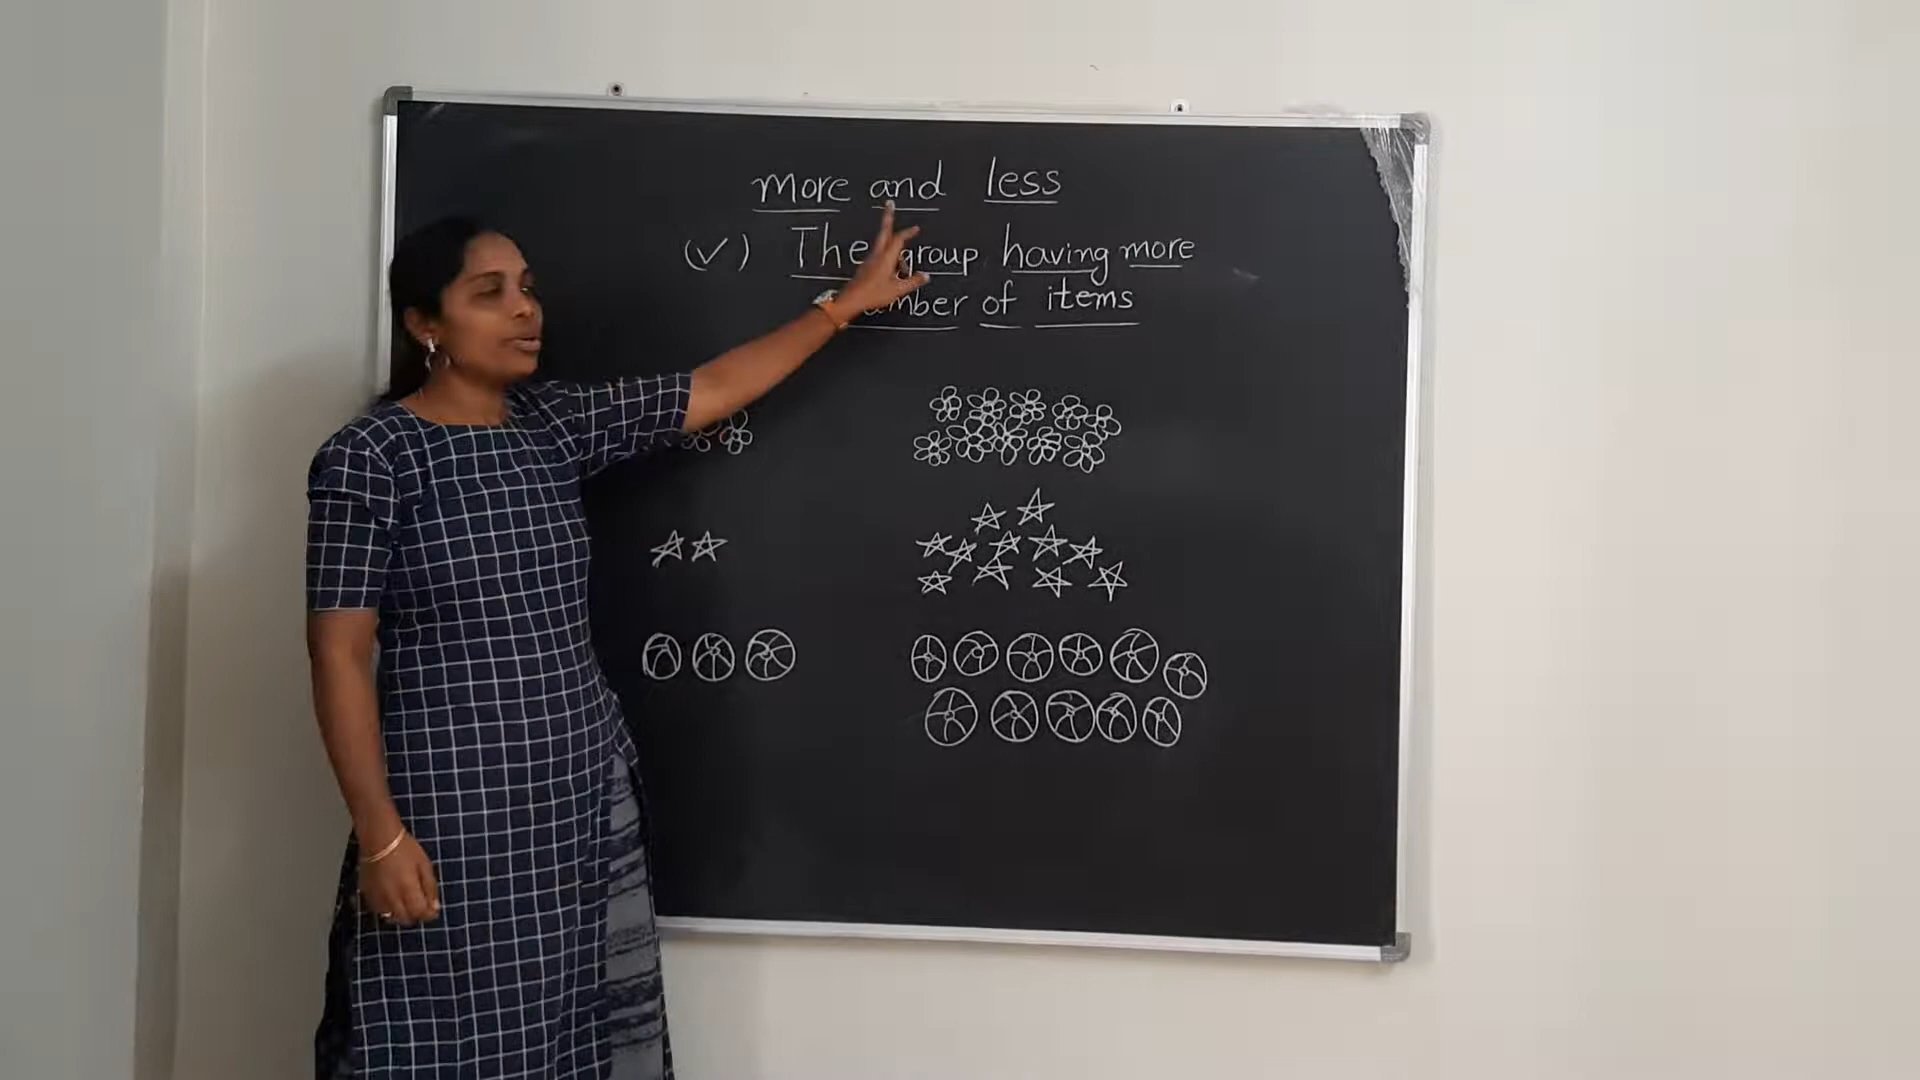 more and less
(✓) The group having more
of items